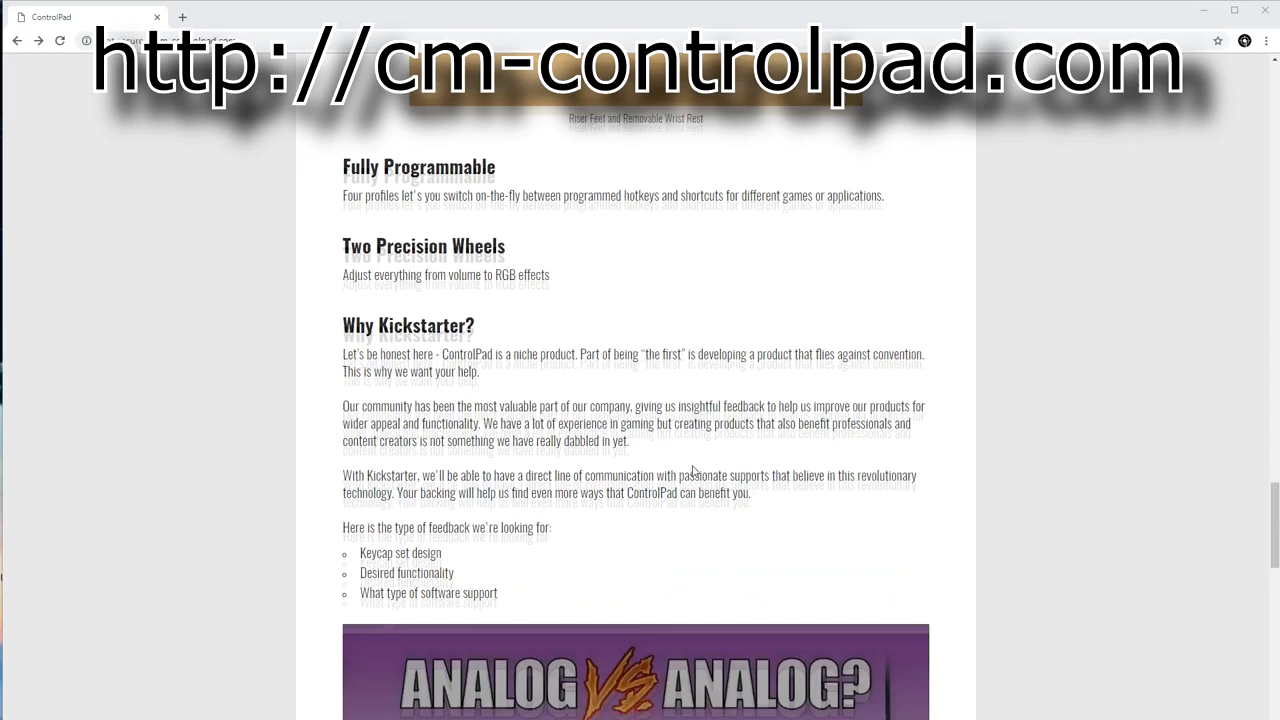 ControlPad
http://cm-controlpad.com
Riser Feet and Removable Wrist Rest
Fully Programmable
Four profiles let's you switch on-the-fly between programmed hotkeys and shortcuts for different games or applications.
Two Precision Wheels
Adjust everything from volume to RGB effects
Why Kickstarter?
Let's be honest here - ControlPad is a niche product. Part of being "the first" is developing a product that flies against convention.
This is why we want your help.
Our community has been the most valuable part of our company, giving us insightful feedback to help us improve our products for
wider appeal and functionality. We have a lot of experience in gaming but creating products that also benefit professionals and
content creators is not something we have really dabbled in yet.
With Kickstarter, we'll be able to have a direct line of communication with passionate supports that believe in this revolutionary
technology. Your backing will help us find even more ways that ControlPad can benefit you.
Here is the type of feedback we're looking for:
Keycap set design
Desired functionality
What type of software support
ANALOG VS. ANALOG?